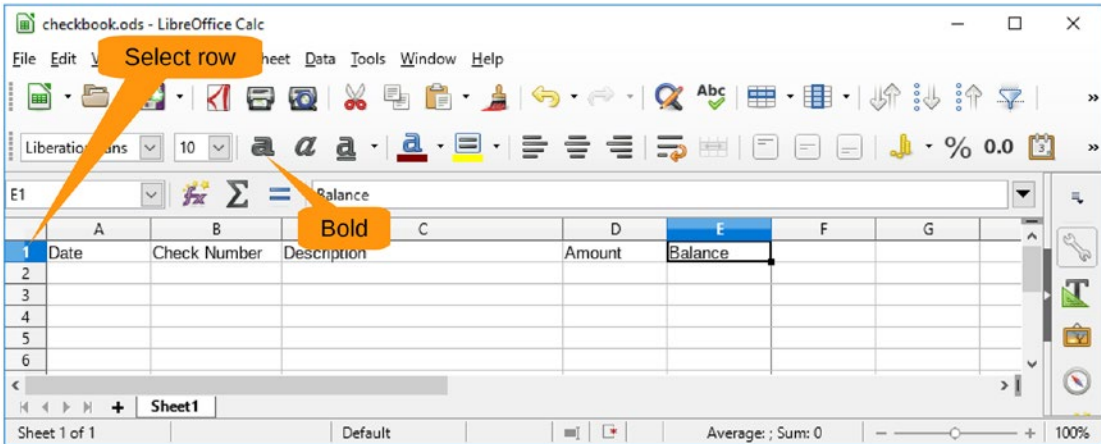 checkbook.ods - LibreOffice Calc
File Edit V heet Data Tools Window Help
Select row
Abc
Liberation ans 10 a a a a % 0.0
E1 Balance
Bold
A B C D E F G
1 Date Check Number Description Amount Balance
2
3
4
5
6
Sheet1
Sheet 1 of 1 Default Average: ; Sum: 0 100%